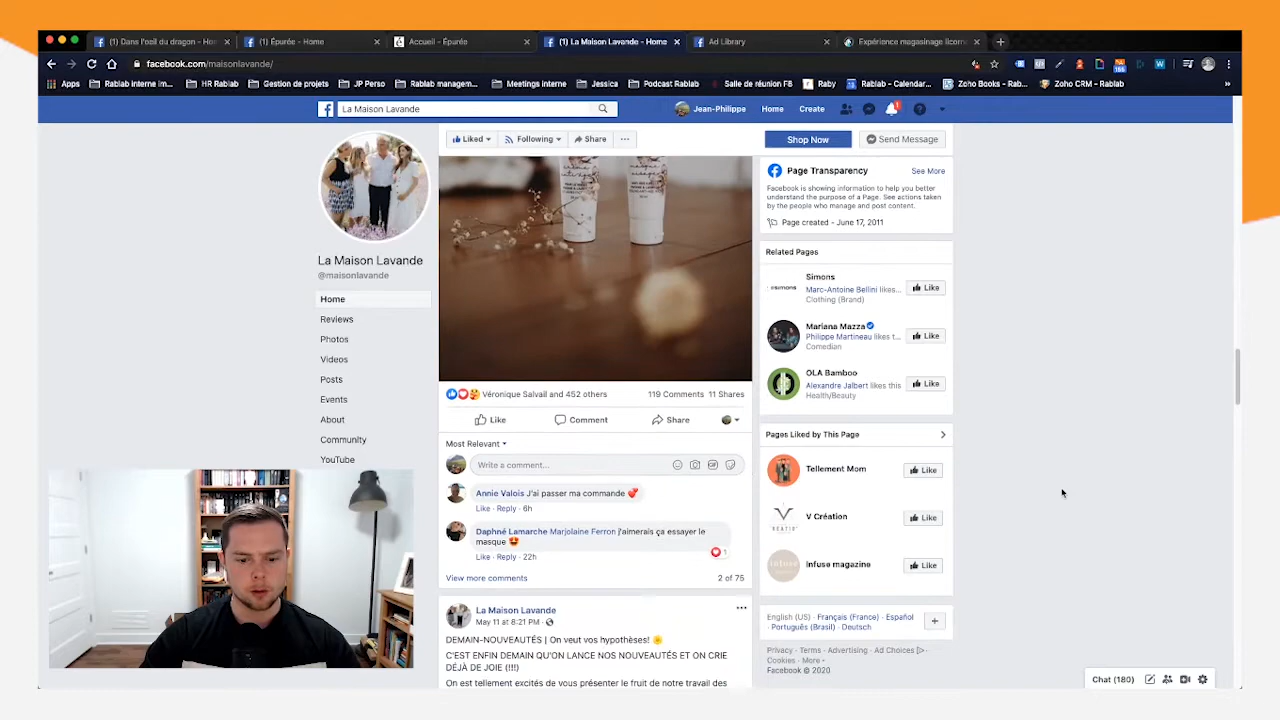 (1) Dans l'oeil du dragon - Ho
(1) Épurée - Home
Accueil - Épurée
(1) La Maison Lavande - Home
Ad Library
Expérience magasinage licorn
facebook.com/maisonlavande/
Apps
Rablab interne im...
HR Rablab
Gestion de projets
JP Perso
Rablab managem...
Meetings interne
Jessica
Podcast Rablab
Salle de réunion F8
Raby
Rablab - Calendar...
Zoho Books - Rab...
Zoho CRM - Rablab
La Maison Lavande
Jean-Philippe
Home
Create
Liked
Following
Share
Shop Now
Send Message
La Maison Lavande
@maisonlavande
Home
Reviews
Photos
Videos
Posts
Events
About
Community
YouTube
Véronique Salvail and 452 others
119 Comments 11 Shares
Like
Comment
Share
Most Relevant
Write a comment...
Annie Valois J'ai passer ma commande 💕
Like · Reply · 6h
Daphné Lamarche Marjolaine Ferron j'aimerais ça essayer le
masque 😍
1
Like · Reply · 22h
View more comments
2 of 75
La Maison Lavande
May 11 at 8:21 PM ·
DEMAIN-NOUVEAUTÉS | On veut vos hypothèses! ☀️
C'EST ENFIN DEMAIN QU'ON LANCE NOS NOUVEAUTÉS ET ON CRIE
DÉJÀ DE JOIE (!!!)
On est tellement excités de vous présenter le fruit de notre travail des
Page Transparency
See More
Facebook is showing information to help you better
understand the purpose of a Page. See actions taken
by the people who manage and post content.
Page created - June 17, 2011
Related Pages
Simons
Marc-Antoine Bellini likes...
Clothing (Brand)
Like
Mariana Mazza
Philippe Martineau likes t...
Comedian
Like
OLA Bamboo
Alexandre Jalbert likes this
Health/Beauty
Like
Pages Liked by This Page
Tellement Mom
Like
V Création
Like
Infuse magazine
Like
English (US) · Français (France) · Español
· Português (Brasil) · Deutsch
Privacy · Terms · Advertising · Ad Choices
Cookies · More
Facebook © 2020
Chat (180)